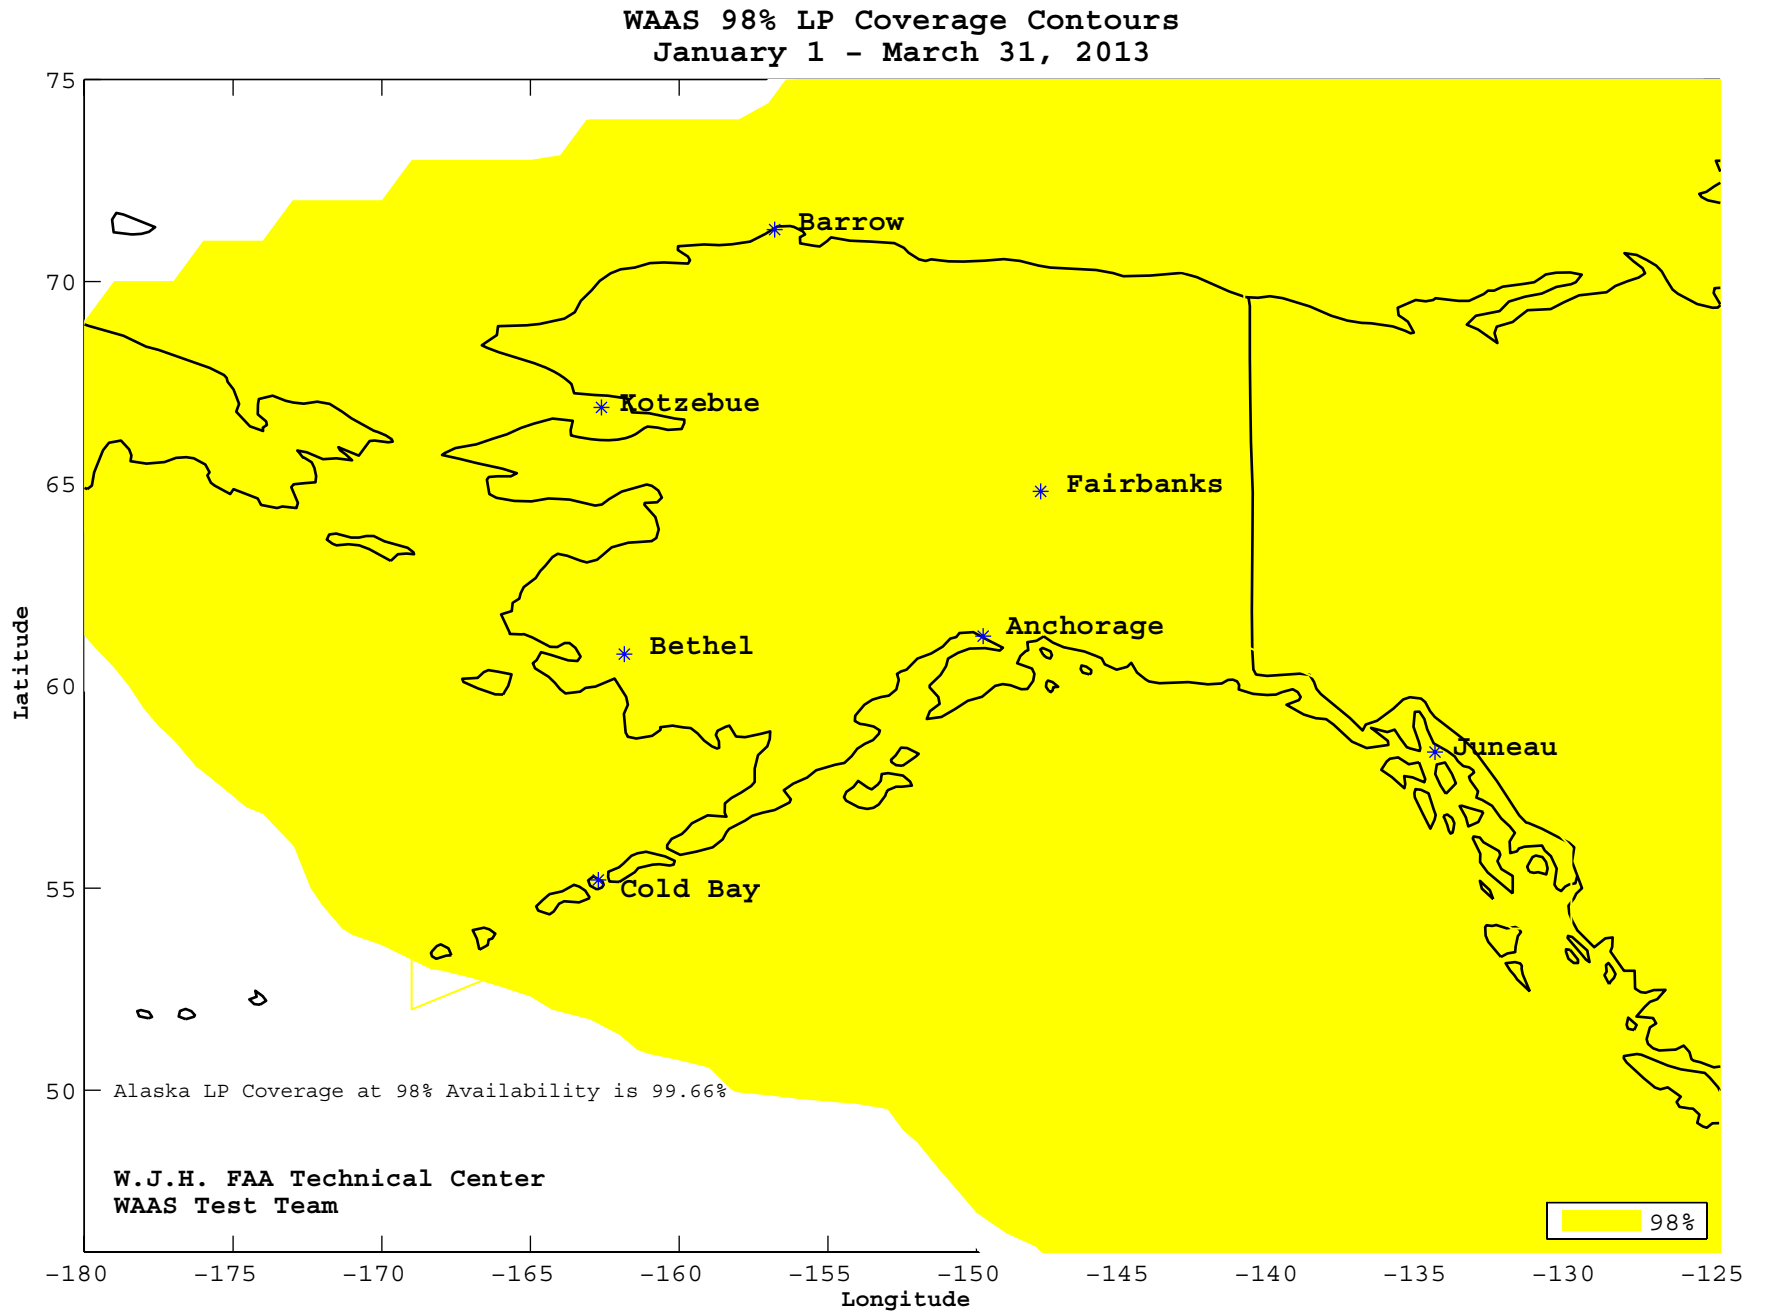 WAAS 98% LP Coverage Contours
January 1 – March 31, 2013
75
70
65
60
55
50
Latitude
Barrow
Kotzebue
Fairbanks
Anchorage
Bethel
Juneau
Cold Bay
Alaska LP Coverage at 98% Availability is 99.66%
W.J.H. FAA Technical Center
WAAS Test Team
98%
−180 −175 −170 −165 −160 −155 −150 −145 −140 −135 −130 −125
Longitude